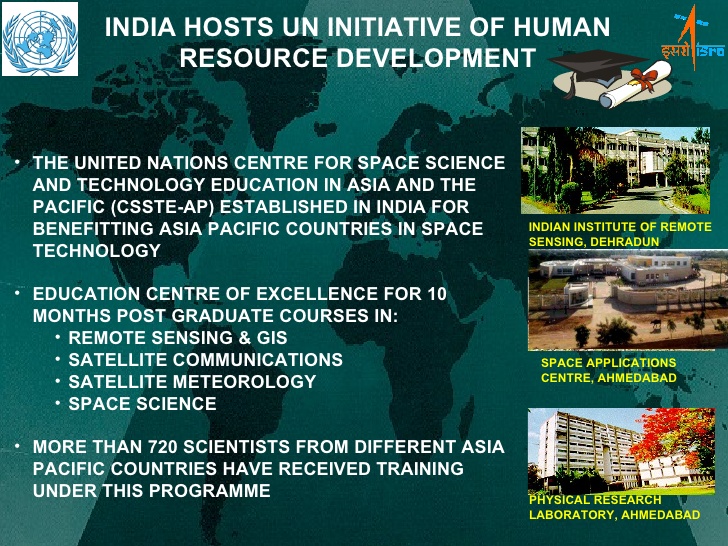 INDIA HOSTS UN INITIATIVE OF HUMAN
RESOURCE DEVELOPMENT
इसरो isro
• THE UNITED NATIONS CENTRE FOR SPACE SCIENCE
AND TECHNOLOGY EDUCATION IN ASIA AND THE
PACIFIC (CSSTE-AP) ESTABLISHED IN INDIA FOR
BENEFITTING ASIA PACIFIC COUNTRIES IN SPACE
TECHNOLOGY
• EDUCATION CENTRE OF EXCELLENCE FOR 10
MONTHS POST GRADUATE COURSES IN:
• REMOTE SENSING & GIS
• SATELLITE COMMUNICATIONS
• SATELLITE METEOROLOGY
• SPACE SCIENCE
• MORE THAN 720 SCIENTISTS FROM DIFFERENT ASIA
PACIFIC COUNTRIES HAVE RECEIVED TRAINING
UNDER THIS PROGRAMME
INDIAN INSTITUTE OF REMOTE
SENSING, DEHRADUN
SPACE APPLICATIONS
CENTRE, AHMEDABAD
PHYSICAL RESEARCH
LABORATORY, AHMEDABAD